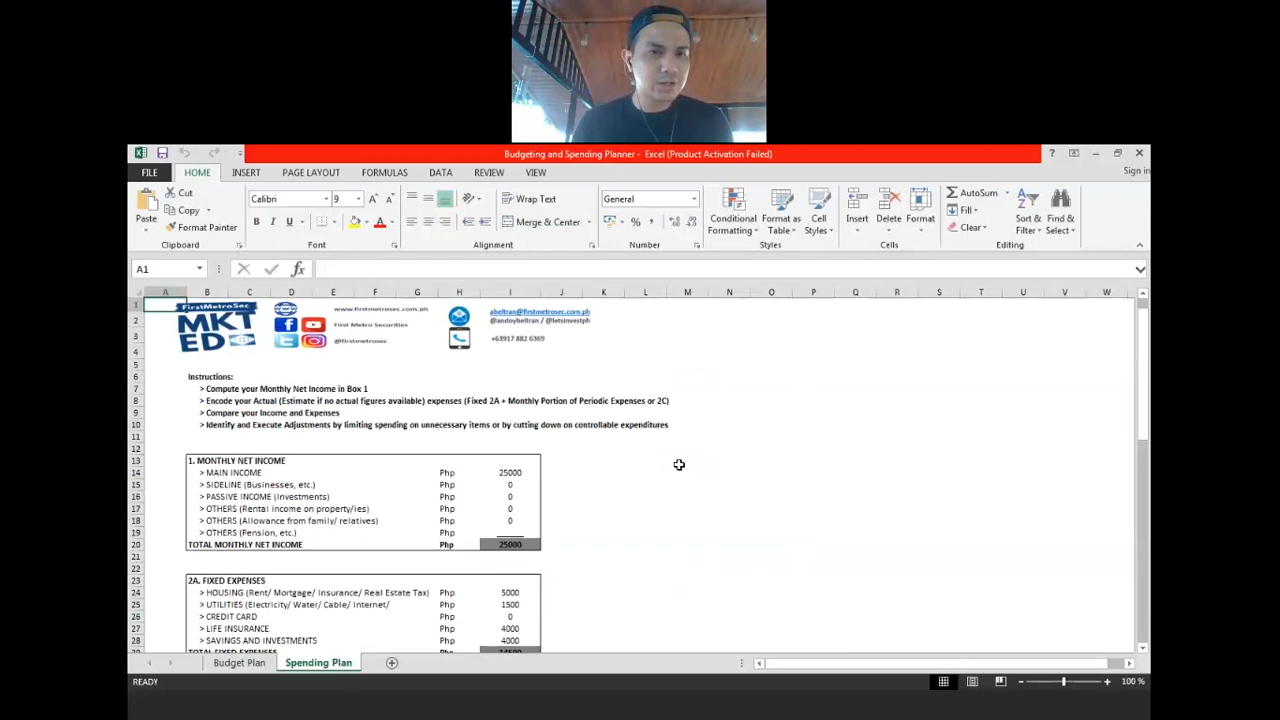 Budgeting and Spending Planner - Excel (Product Activation Failed)
FILE HOME INSERT PAGE LAYOUT FORMULAS DATA REVIEW VIEW Sign in
Cut
Copy
Format Painter
Paste
Clipboard
Calibri 9
B I U
Font
Wrap Text
Merge & Center
Alignment
General
Number
Conditional Formatting
Format as Table
Cell Styles
Styles
Insert Delete Format
Cells
AutoSum
Fill
Clear
Sort & Filter
Find & Select
Editing
A1
A B C D E F G H I J K L M N O P Q R S T U V W
FirstMetroSec
MKT
ED
www.firstmetrosec.com.ph
First Metro Securities
@firstmetrosec
abeltran@firstmetrosec.com.ph
@andoybeltran / @letsinvestph
+63917 882 6369
Instructions:
> Compute your Monthly Net Income in Box 1
> Encode your Actual (Estimate if no actual figures available) expenses (Fixed 2A + Monthly Portion of Periodic Expenses or 2C)
> Compare your Income and Expenses
> Identify and Execute Adjustments by limiting spending on unnecessary items or by cutting down on controllable expenditures
1. MONTHLY NET INCOME
> MAIN INCOME Php 25000
> SIDELINE (Businesses, etc.) Php 0
> PASSIVE INCOME (Investments) Php 0
> OTHERS (Rental income on property/ies) Php 0
> OTHERS (Allowance from family/ relatives) Php 0
> OTHERS (Pension, etc.) Php
TOTAL MONTHLY NET INCOME Php 25000
2A. FIXED EXPENSES
> HOUSING (Rent/ Mortgage/ Insurance/ Real Estate Tax) Php 5000
> UTILITIES (Electricity/ Water/ Cable/ Internet/ Php 1500
> CREDIT CARD Php 0
> LIFE INSURANCE Php 4000
> SAVINGS AND INVESTMENTS Php 4000
TOTAL FIXED EXPENSES Php 14500
Budget Plan Spending Plan
READY 100 %